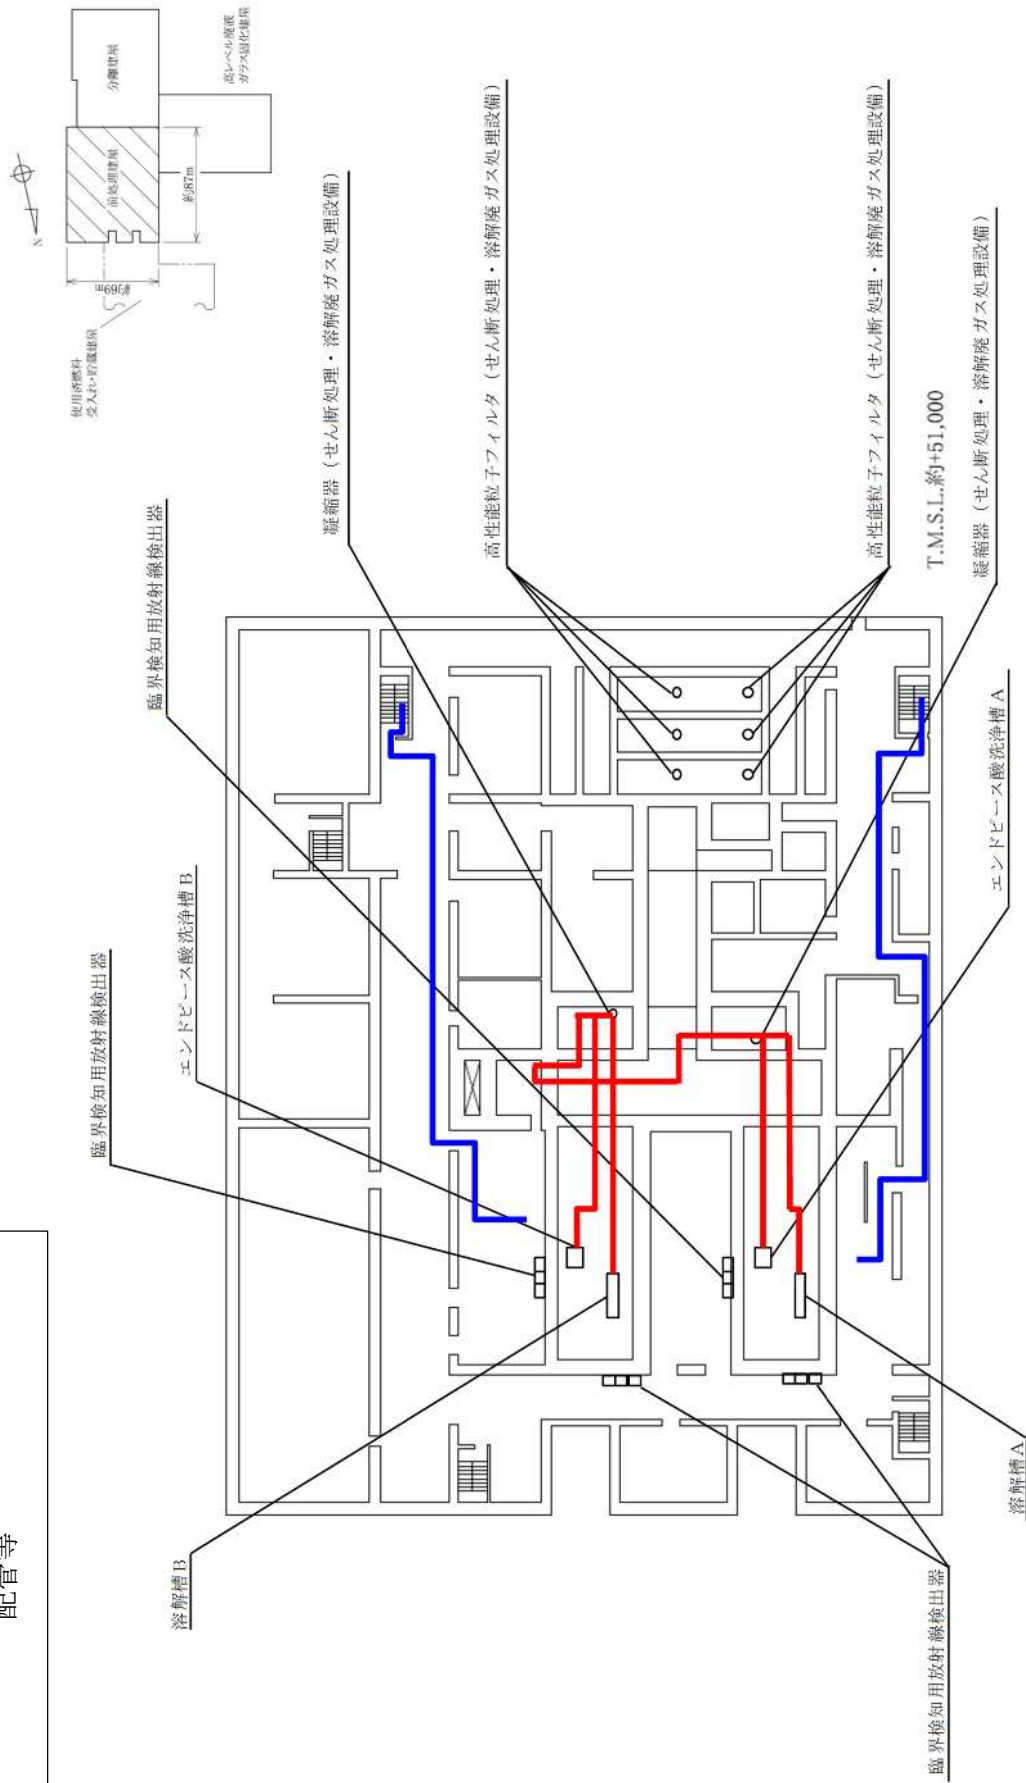 配管等
使用済燃料
受入れ・貯蔵建屋
N
約69m
前処理建屋
約87m
分離建屋
高レベル廃液
ガラス固化建屋
溶解槽B
臨界検知用放射線検出器
エンドピース酸洗浄槽B
臨界検知用放射線検出器
凝縮器(せん断処理・溶解廃ガス処理設備)
高性能粒子フィルタ(せん断処理・溶解廃ガス処理設備)
高性能粒子フィルタ(せん断処理・溶解廃ガス処理設備)
T.M.S.L.約+51,000
凝縮器(せん断処理・溶解廃ガス処理設備)
エンドピース酸洗浄槽A
溶解槽A
臨界検知用放射線検出器